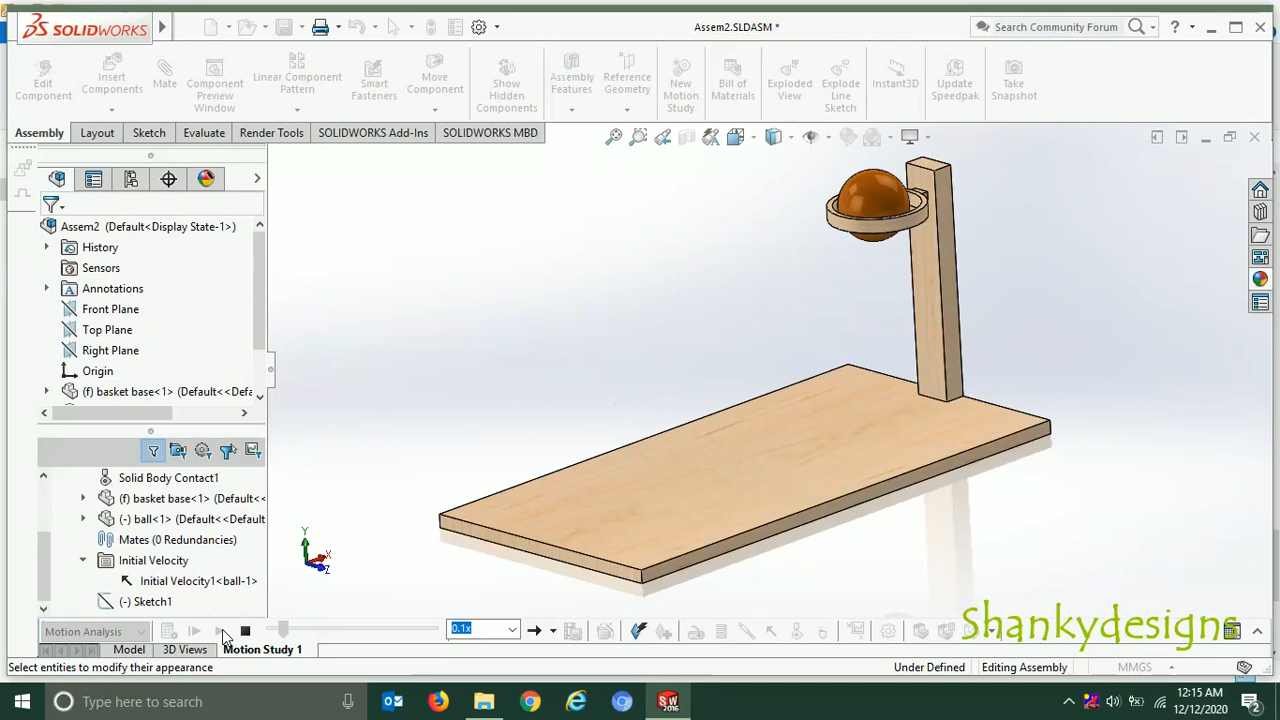 SOLIDWORKS
Assem2.SLDASM *
Search Community Forum
?
Edit Component
Insert Components
Mate
Component Preview Window
Linear Component Pattern
Smart Fasteners
Move Component
Show Hidden Components
Assembly Features
Reference Geometry
New Motion Study
Bill of Materials
Exploded View
Explode Line Sketch
Instant3D
Update Speedpak
Take Snapshot
Assembly
Layout
Sketch
Evaluate
Render Tools
SOLIDWORKS Add-Ins
SOLIDWORKS MBD
Assem2 (Default<Display State-1>)
History
Sensors
Annotations
Front Plane
Top Plane
Right Plane
Origin
(f) basket base<1> (Default<<Defa
Solid Body Contact1
(f) basket base<1> (Default<<
(-) ball<1> (Default<<Default
Mates (0 Redundancies)
Initial Velocity
Initial Velocity1<ball-1>
(-) Sketch1
Y
X
Z
Shankydesigns
Motion Analysis
0.1x
Model
3D Views
Motion Study 1
Select entities to modify their appearance
Under Defined
Editing Assembly
MMGS
Type here to search
SW
2016
12:15 AM
12/12/2020
2